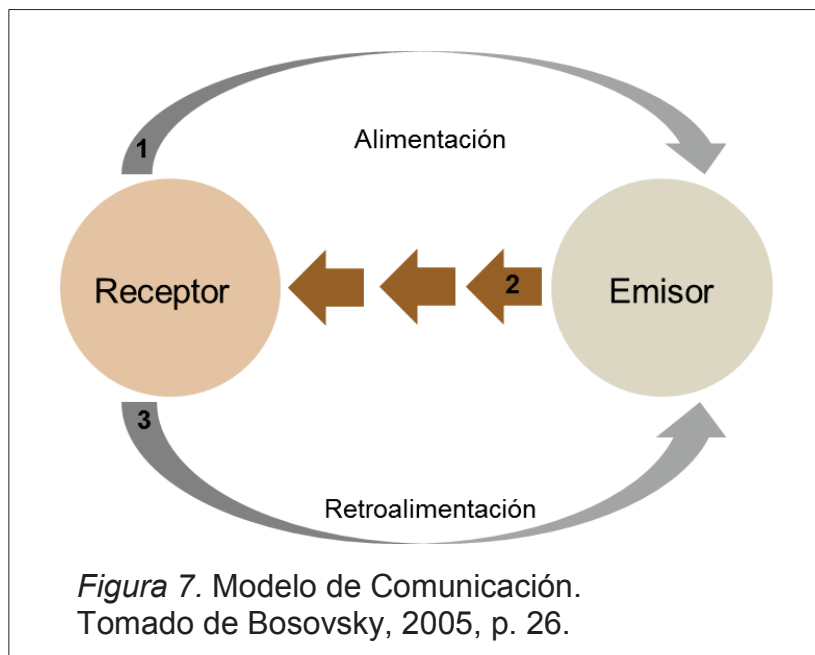 1
Alimentación
Receptor
2
Emisor
3
Retroalimentación
Figura 7. Modelo de Comunicación.
Tomado de Bosovsky, 2005, p. 26.